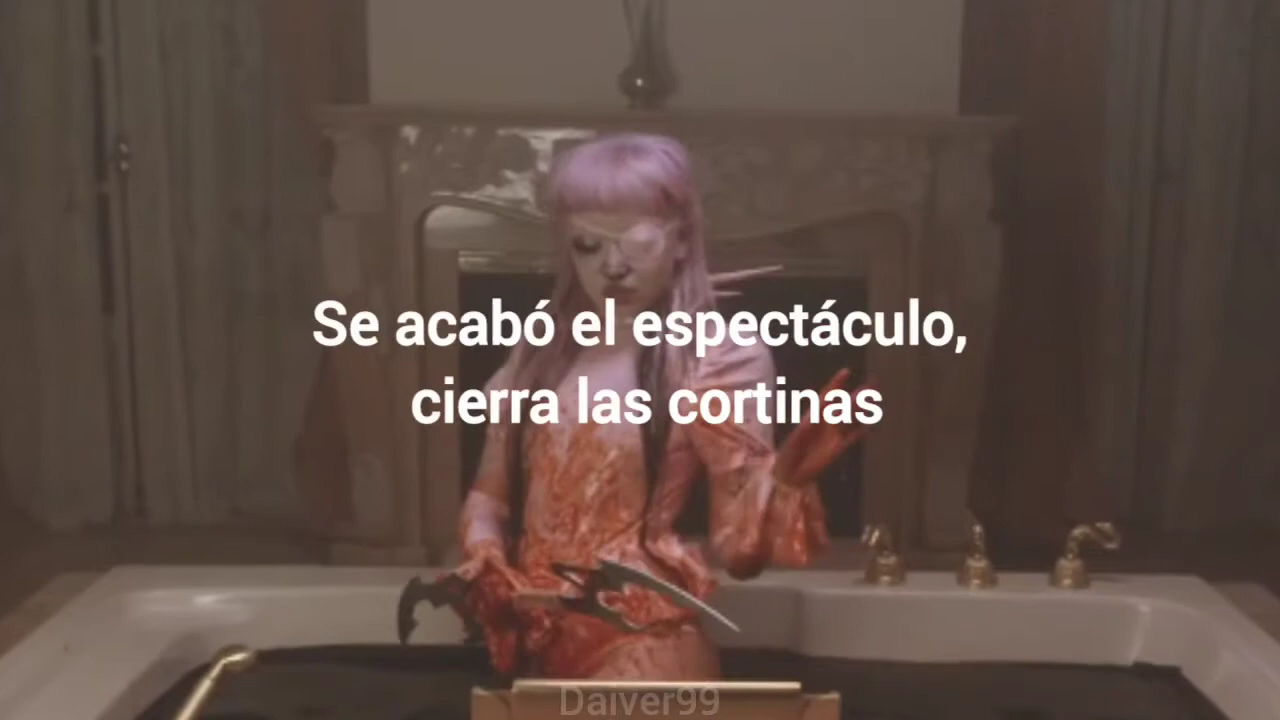 Se acabó el espectáculo,
cierra las cortinas
Daiver99